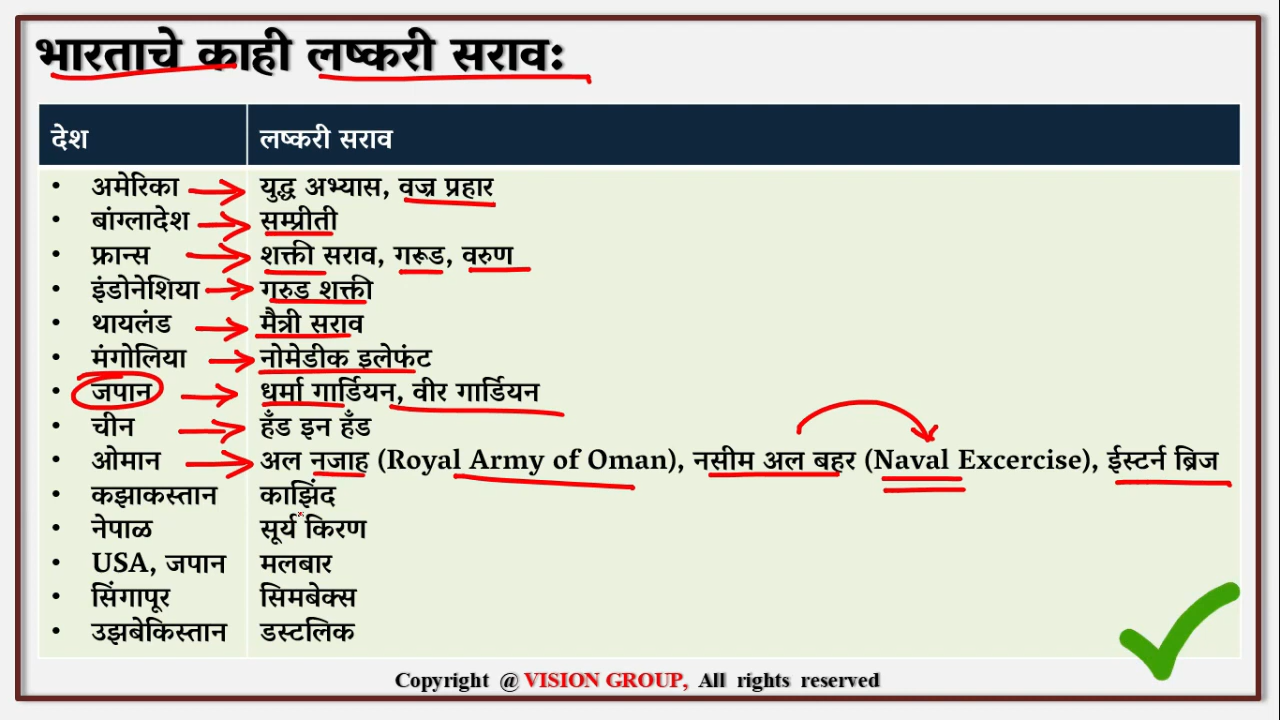 भारताचे काही लष्करी सराव:
देश लष्करी सराव
• अमेरिका युद्ध अभ्यास, वज्र प्रहार
• बांग्लादेश सम्प्रीती
• फ्रान्स शक्ती सराव, गरूड, वरुण
• इंडोनेशिया गरुड शक्ती
• थायलंड मैत्री सराव
• मंगोलिया नोमेडीक इलेफंट
• जपान धर्मा गार्डियन, वीर गार्डियन
• चीन हँड इन हँड
• ओमान अल नजाह (Royal Army of Oman), नसीम अल बहर (Naval Excercise), ईस्टर्न ब्रिज
• कझाकस्तान काझिंद
• नेपाळ सूर्य किरण
• USA, जपान मलबार
• सिंगापूर सिमबेक्स
• उझबेकिस्तान डस्टलिक
Copyright @ VISION GROUP, All rights reserved